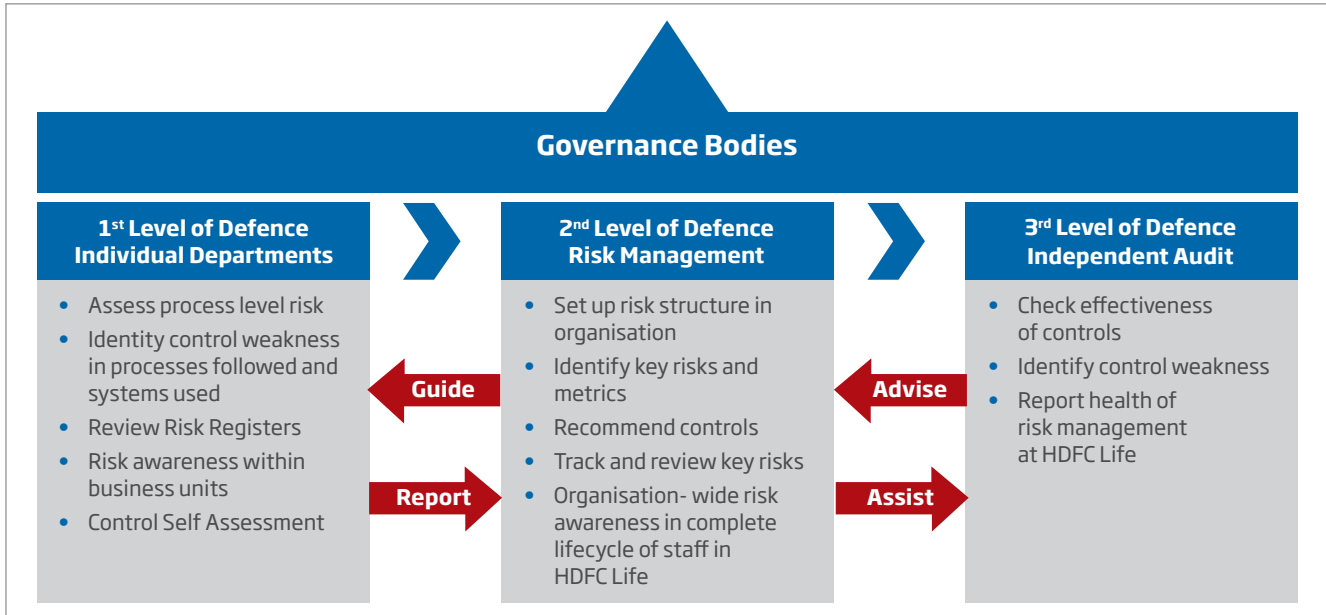 Governance Bodies
1st Level of Defence
Individual Departments
• Assess process level risk
• Identity control weakness
in processes followed and
systems used
• Review Risk Registers
• Risk awareness within
business units
• Control Self Assessment
Guide
Report
2nd Level of Defence
Risk Management
• Set up risk structure in
organisation
• Identify key risks and
metrics
• Recommend controls
• Track and review key risks
• Organisation- wide risk
awareness in complete
lifecycle of staff in
HDFC Life
Advise
Assist
3rd Level of Defence
Independent Audit
• Check effectiveness
of controls
• Identify control weakness
• Report health of
risk management
at HDFC Life